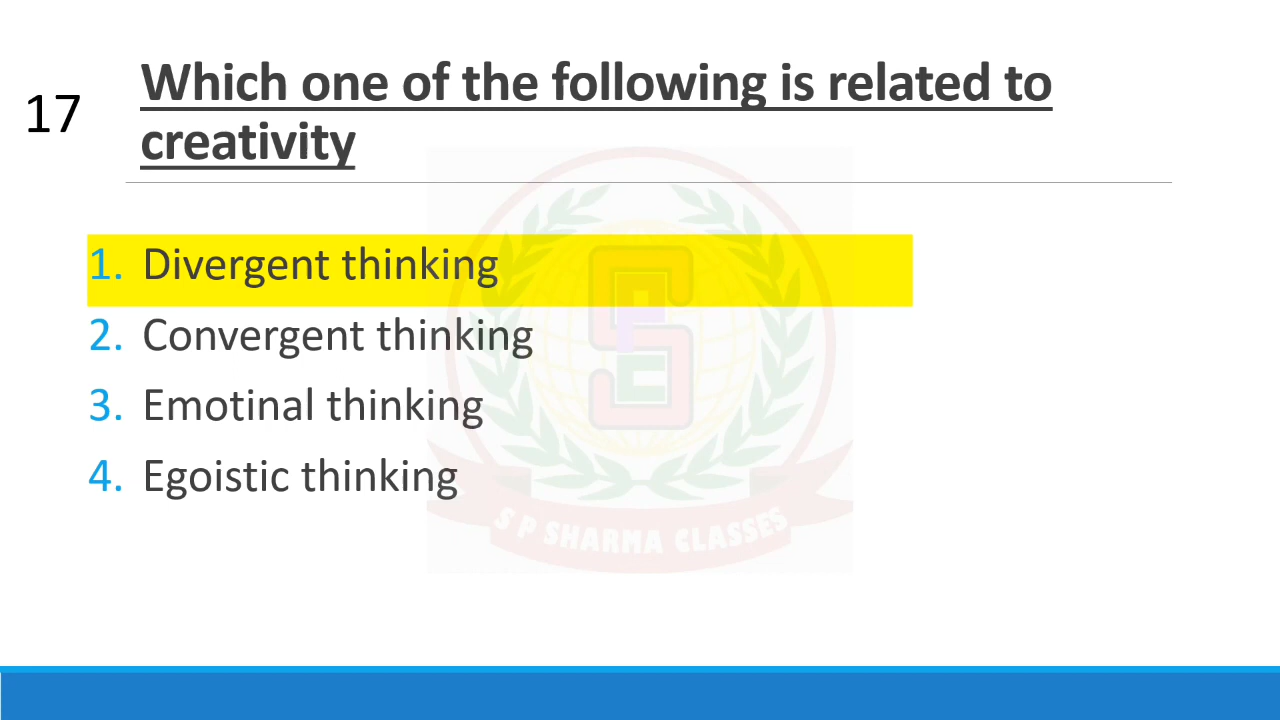 17
Which one of the following is related to
creativity
1. Divergent thinking
2. Convergent thinking
3. Emotinal thinking
4. Egoistic thinking
S P SHARMA CLASSES